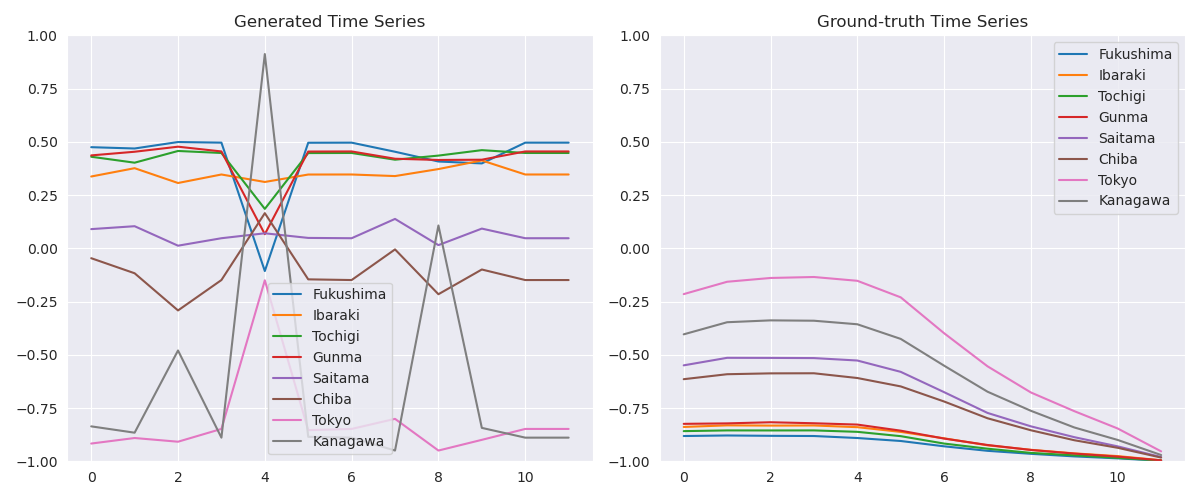 Generated Time Series
1.00
0.75
0.50
0.25
0.00
−0.25
−0.50
−0.75
−1.00
0 2 4 6 8 10
Fukushima
Ibaraki
Tochigi
Gunma
Saitama
Chiba
Tokyo
Kanagawa
Ground-truth Time Series
1.00
0.75
0.50
0.25
0.00
−0.25
−0.50
−0.75
−1.00
0 2 4 6 8 10
Fukushima
Ibaraki
Tochigi
Gunma
Saitama
Chiba
Tokyo
Kanagawa